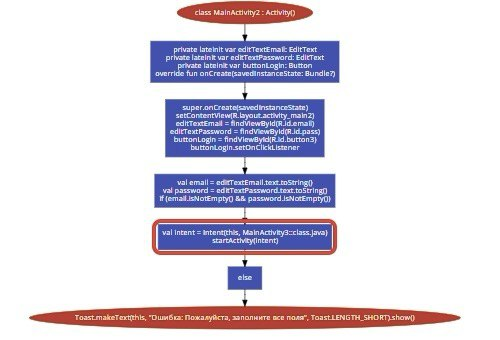 class MainActivity2 : Activity()
private lateinit var editTextEmail: EditText
private lateinit var editTextPassword: EditText
private lateinit var buttonLogin: Button
override fun onCreate(savedInstanceState: Bundle?)
super.onCreate(savedInstanceState)
setContentView(R.layout.activity_main2)
editTextEmail = findViewById(R.id.email)
editTextPassword = findViewById(R.id.pass)
buttonLogin = findViewById(R.id.button3)
buttonLogin.setOnClickListener
val email = editTextEmail.text.toString()
val password = editTextPassword.text.toString()
if (email.isNotEmpty() && password.isNotEmpty())
val intent = Intent(this, MainActivity3::class.java)
startActivity(intent)
else
Toast.makeText(this, "Ошибка: Пожалуйста, заполните все поля", Toast.LENGTH_SHORT).show()